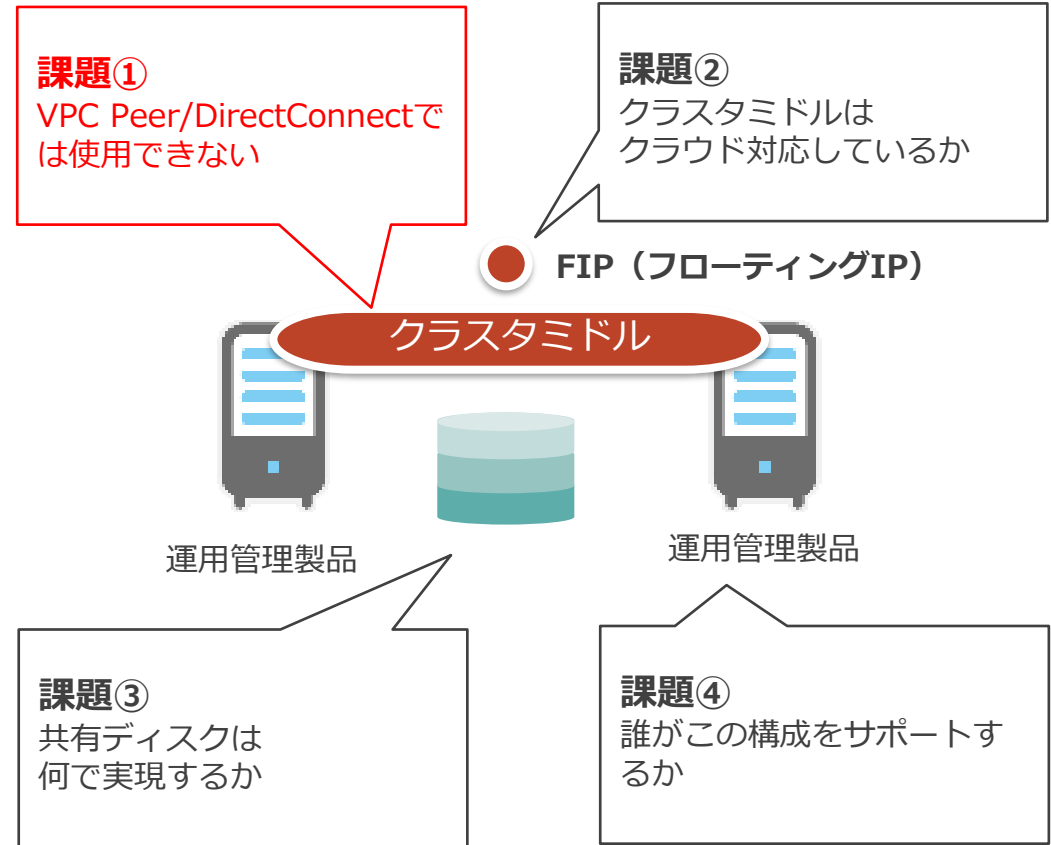 課題①
VPC Peer/DirectConnectで
は使用できない
課題②
クラスタミドルは
クラウド対応しているか
FIP（フローティングIP）
クラスタミドル
運用管理製品
運用管理製品
課題③
共有ディスクは
何で実現するか
課題④
誰がこの構成をサポートす
るか